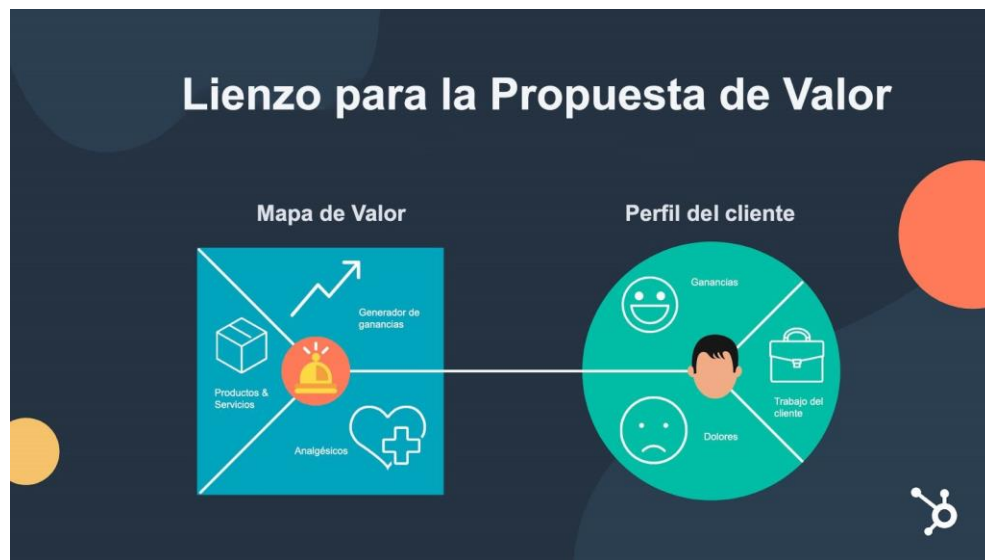 Lienzo para la Propuesta de Valor
Mapa de Valor
Perfil del cliente
Generador de
ganancias
Productos &
Servicios
Analgésicos
Ganancias
Trabajo del
cliente
Dolores